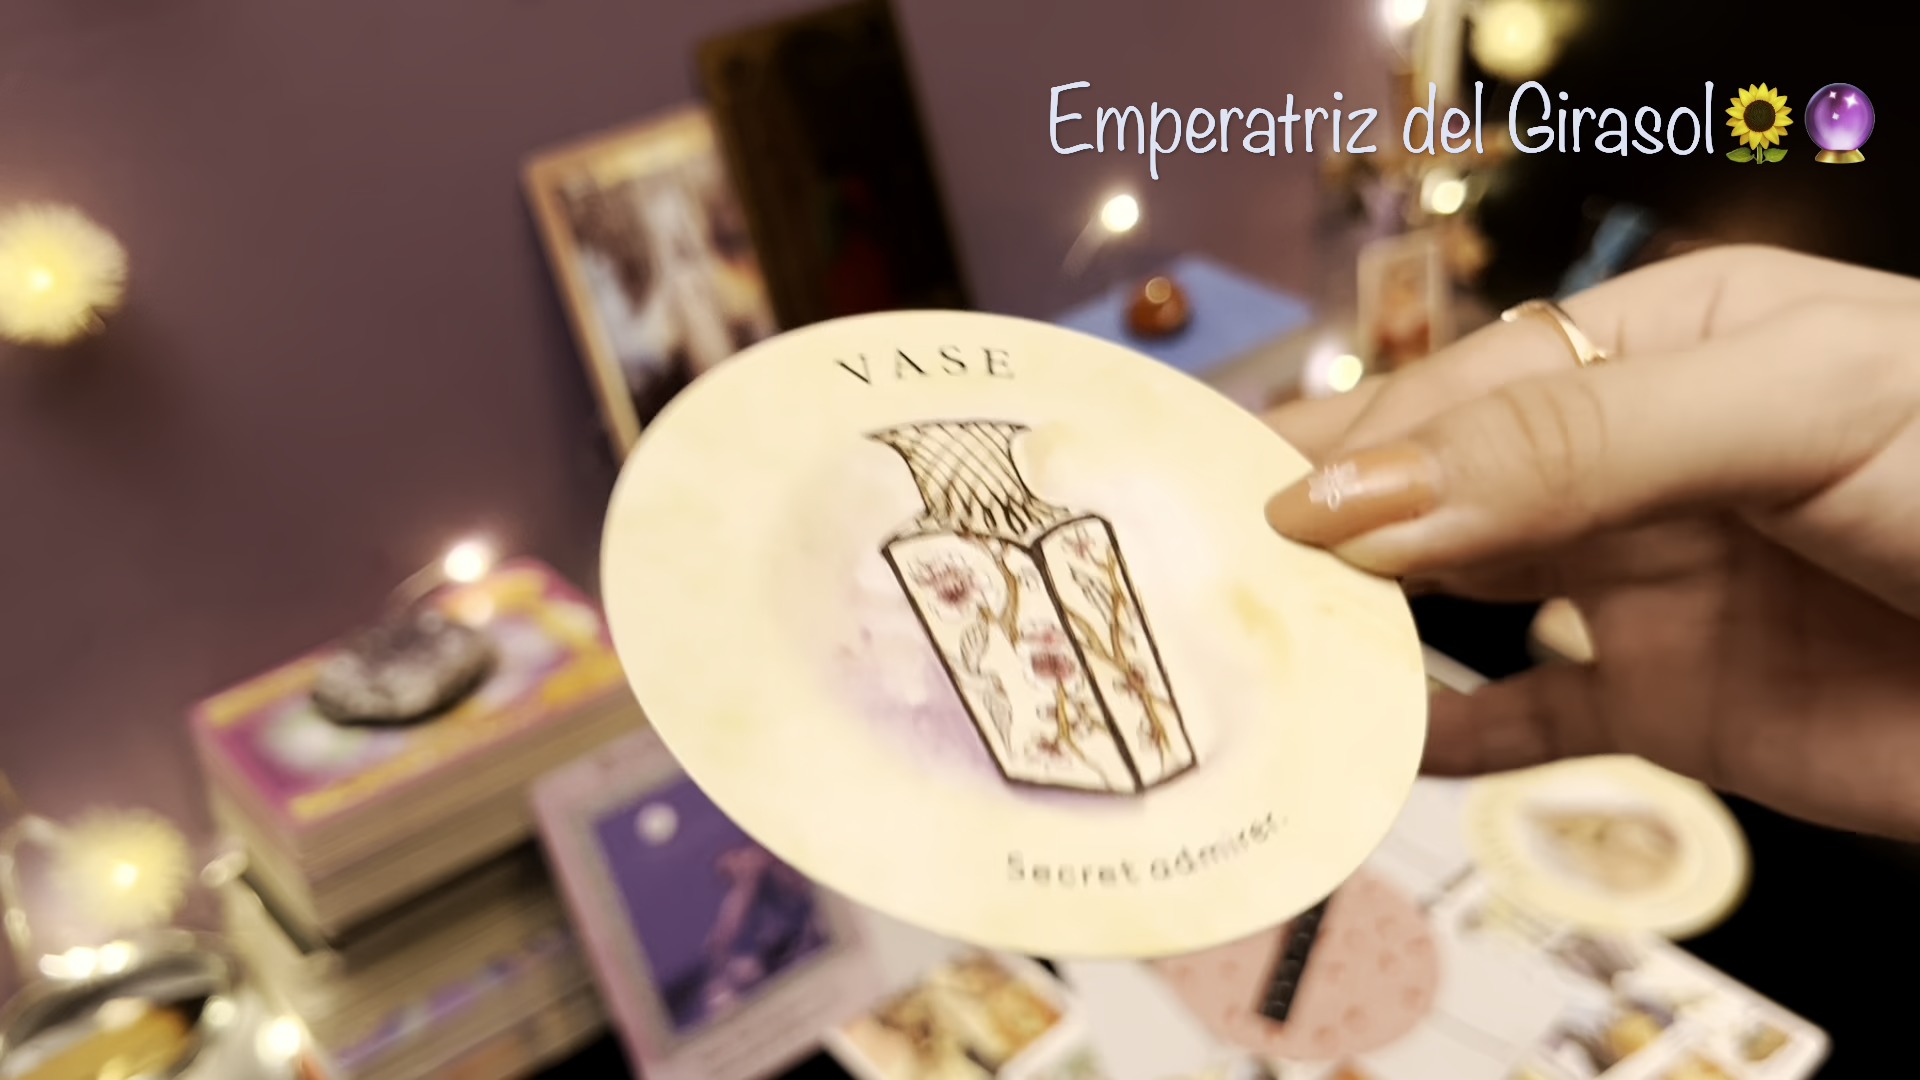 Emperatriz del Girasol🌻🔮
VASE
Secret admirer.